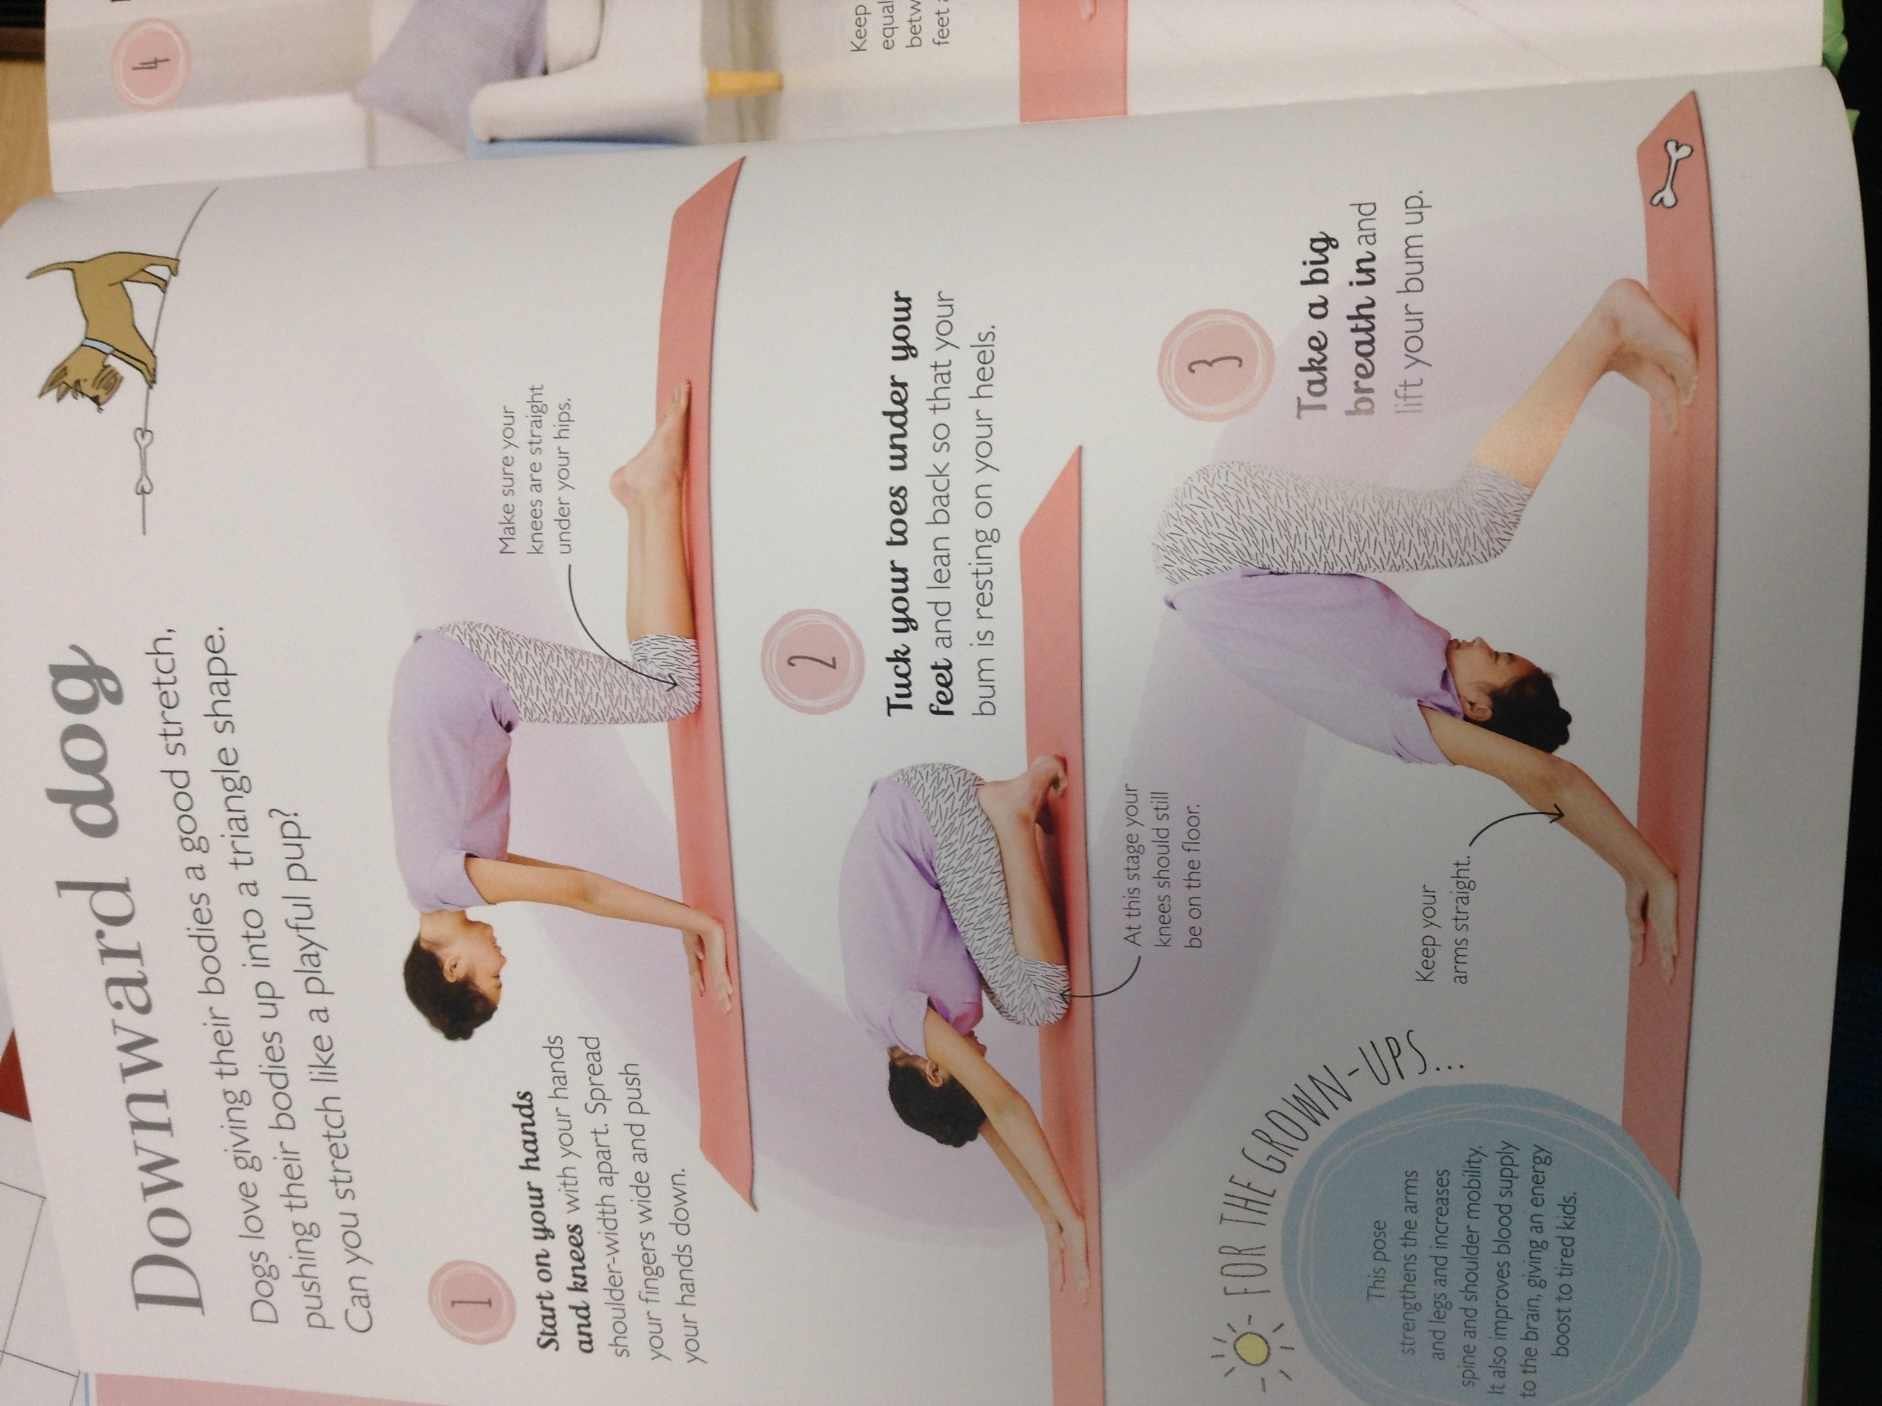 Downward dog
Dogs love giving their bodies a good stretch,
pushing their bodies up into a triangle shape.
Can you stretch like a playful pup?
1
Start on your hands
and knees with your hands
shoulder-width apart. Spread
your fingers wide and push
your hands down.
Make sure your
knees are straight
under your hips.
2
Tuck your toes under your
feet and lean back so that your
bum is resting on your heels.
At this stage your
knees should still
be on the floor.
3
Take a big
breath in and
lift your bum up.
Keep your
arms straight.
FOR THE GROWN-UPS...
This pose
strengthens the arms
and legs and increases
spine and shoulder mobility.
It also improves blood supply
to the brain, giving an energy
boost to tired kids.
4
Keep
equal
betw
feet